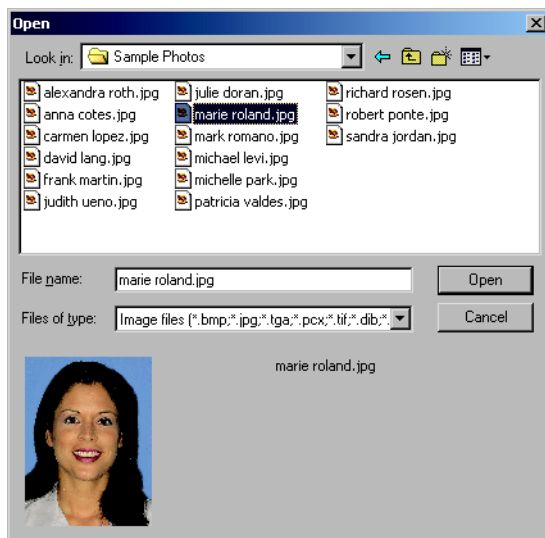 Open
Look in: Sample Photos
alexandra roth.jpg julie doran.jpg richard rosen.jpg
anna cotes.jpg marie roland.jpg robert ponte.jpg
carmen lopez.jpg mark romano.jpg sandra jordan.jpg
david lang.jpg michael levi.jpg
frank martin.jpg michelle park.jpg
judith ueno.jpg patricia valdes.jpg
File name: marie roland.jpg Open
Files of type: Image files (*.bmp;*.jpg;*.tga;*.pcx;*.tif;*.dib;*. Cancel
marie roland.jpg